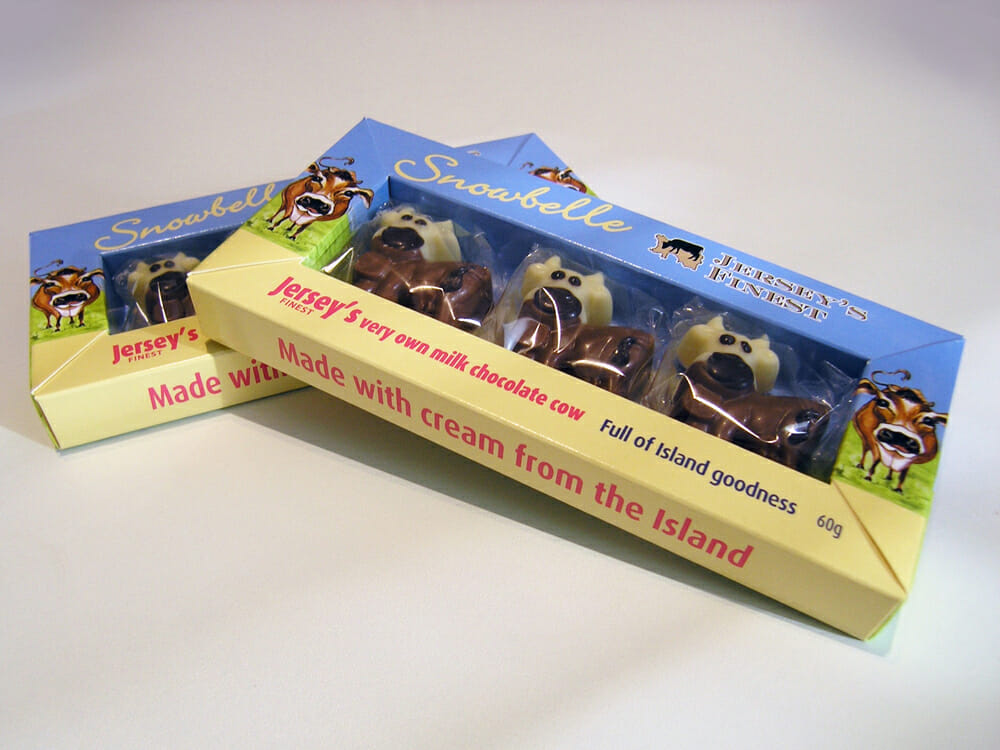 Snowbelle
JERSEY'S
FINEST
Jersey's very own milk chocolate cow
FINEST
Full of Island goodness
60g
Made with cream from the Island
Snowbell
Jersey's
FINEST
Made with